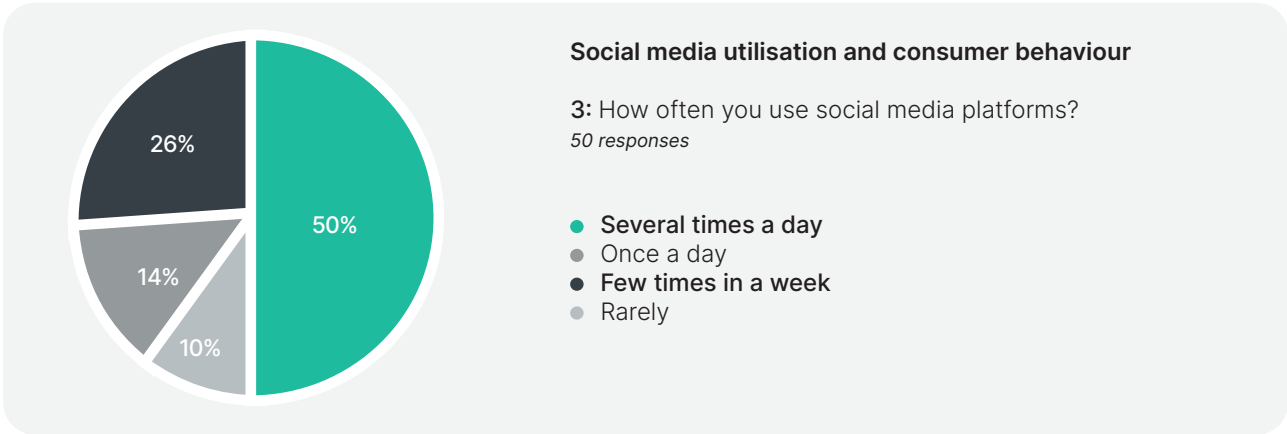 Social media utilisation and consumer behaviour
3: How often you use social media platforms?
50 responses
26%
50%
14%
10%
Several times a day
Once a day
Few times in a week
Rarely